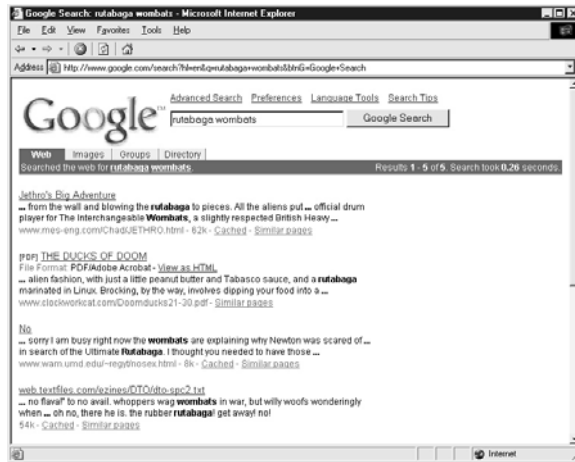 Google Search: rutabaga wombats - Microsoft Internet Explorer
File Edit View Favorites Tools Help
Address http://www.google.com/search?hl=en&q=rutabaga+wombats&btnG=Google+Search
Advanced Search Preferences Language Tools Search Tips
Google™ rutabaga wombats Google Search
Web Images Groups Directory
Searched the web for rutabaga wombats. Results 1 - 5 of 5. Search took 0.26 seconds.
Jethro's Big Adventure
... from the wall and blowing the rutabaga to pieces. All the aliens put ... official drum
player for The Interchangeable Wombats, a slightly respected British Heavy ...
www.mes-eng.com/Chad/JETHRO.html - 62k - Cached - Similar pages
[PDF] THE DUCKS OF DOOM
File Format: PDF/Adobe Acrobat - View as HTML
... alien fashion, with just a little peanut butter and Tabasco sauce, and a rutabaga
marinated in Linux. Brocking, by the way, involves dipping your food into a ...
www.clockworkcat.com/Doomducks21-30.pdf - Similar pages
No
... sorry I am busy right now the wombats are explaining why Newton was scared of ...
in search of the Ultimate Rutabaga. I thought you needed to have those ...
- 8k - Cached - Similar pages
web.textfiles.com/ezines/DTO/dto-spc2.txt
... no flava!" to no avail. whoppers wag wombats in war, but willy woofs wonderingly
when ... oh no, there he is. the rubber rutabaga! get away! no!
54k - Cached - Similar pages
Internet